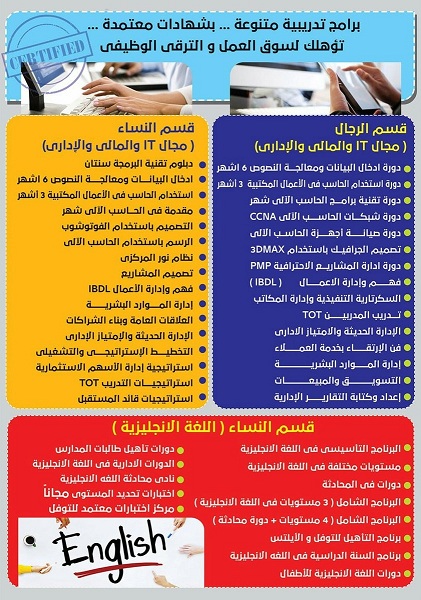 برامج تدريبية متنوعة ... بشهادات معتمدة ...
تؤهلك لسوق العمل و الترقى الوظيفى
CERTIFIED
قسم الرجال
( مجال IT والمالى والإدارى)
دورة ادخال البيانات ومعالجة النصوص 6 اشهر
دورة استخدام الحاسب فى الأعمال المكتبية 3 أشهر
دورة تقنية برامج الحاسب الآلى شهر
دورة شبكات الحاسب الآلى CCNA
دورة صيانة اجهزة الحاسب الآلى
تصميم الجرافيك باستخدام 3DMAX
دورة ادارة المشاريع الاحترافية PMP
فهم وإدارة الاعمال ( IBDL )
السكرتارية التنفيذية وإدارة المكاتب
تدريب المدربين TOT
الإدارة الحديثة والامتياز الادارى
فن الإرتقاء بخدمة العملاء
إدارة الموارد البشرية
التسويق والمبيعات
إعداد وكتابة التقارير الإدارية
قسم النساء
( مجال IT والمالى والإدارى)
دبلوم تقنية البرمجة سنتان
ادخال البيانات ومعالجة النصوص 6 اشهر
استخدام الحاسب فى الأعمال المكتبية 3 أشهر
مقدمة فى الحاسب الآلى شهر
التصميم باستخدام الفوتوشوب
الرسم باستخدام الحاسب الآلى
نظام نور المركزى
تصميم المشاريع
فهم وإدارة الأعمال IBDL
إدارة الموارد البشرية
العلاقات العامة وبناء الشراكات
الإدارة الحديثة والإمتياز الإدارى
التخطيط الإستراتيجى والتشغيلى
استراتيجية إدارة الأسهم الاستثمارية
استراتيجيات التدريب TOT
استراتيجيات قائد المستقبل
قسم النساء ( اللغة الانجليزية )
البرنامج التأسيسى فى اللغة الانجليزية
مستويات مختلفة فى اللغة الانجليزية
دورات فى المحادثة
البرنامج الشامل ( 3 مستويات فى اللغة الانجليزية )
البرنامج الشامل ( 4 مستويات + دورة محادثة )
برنامج التأهيل للتوفل و الأيلتس
برنامج السنة الدراسية فى اللغه الانجليزيه
دورات اللغة الانجليزية للأطفال
دورات تأهيل طالبات المدارس
الدورات الادارية فى اللغة الانجليزية
نادى محادثة اللغه الانجليزية
اختبارات تحديد المستوى مجاناً
مركز اختبارات معتمد للتوفل
English